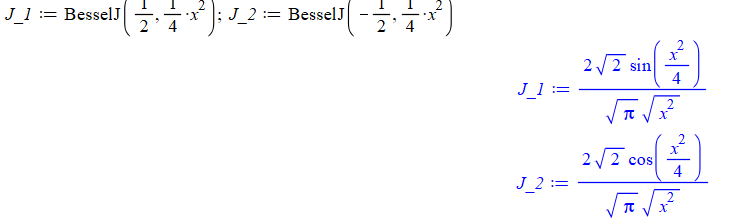 J_1 := BesselJ(1/2, 1/4·x^2); J_2 := BesselJ(-1/2, 1/4·x^2)
J_1 := 2√2 sin(x^2/4) / (√π √(x^2))
J_2 := 2√2 cos(x^2/4) / (√π √(x^2))